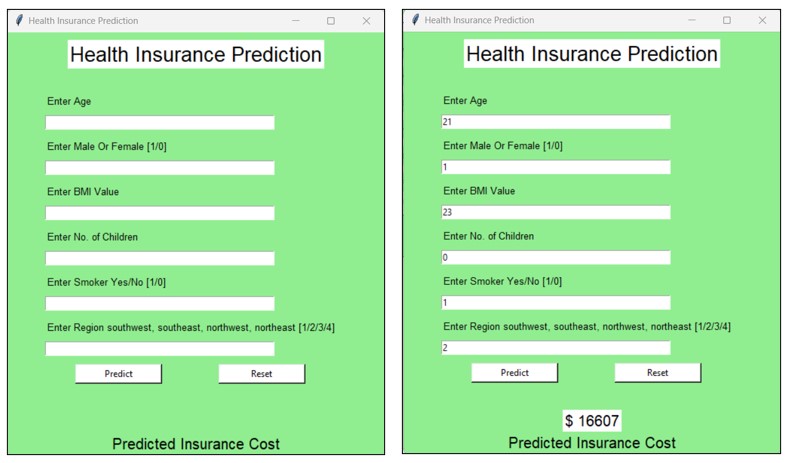 Health Insurance Prediction
Health Insurance Prediction
Enter Age
Enter Male Or Female [1/0]
Enter BMI Value
Enter No. of Children
Enter Smoker Yes/No [1/0]
Enter Region southwest, southeast, northwest, northeast [1/2/3/4]
Predict Reset
Predicted Insurance Cost
Health Insurance Prediction
Health Insurance Prediction
Enter Age
21
Enter Male Or Female [1/0]
1
Enter BMI Value
23
Enter No. of Children
0
Enter Smoker Yes/No [1/0]
1
Enter Region southwest, southeast, northwest, northeast [1/2/3/4]
2
Predict Reset
$ 16607
Predicted Insurance Cost